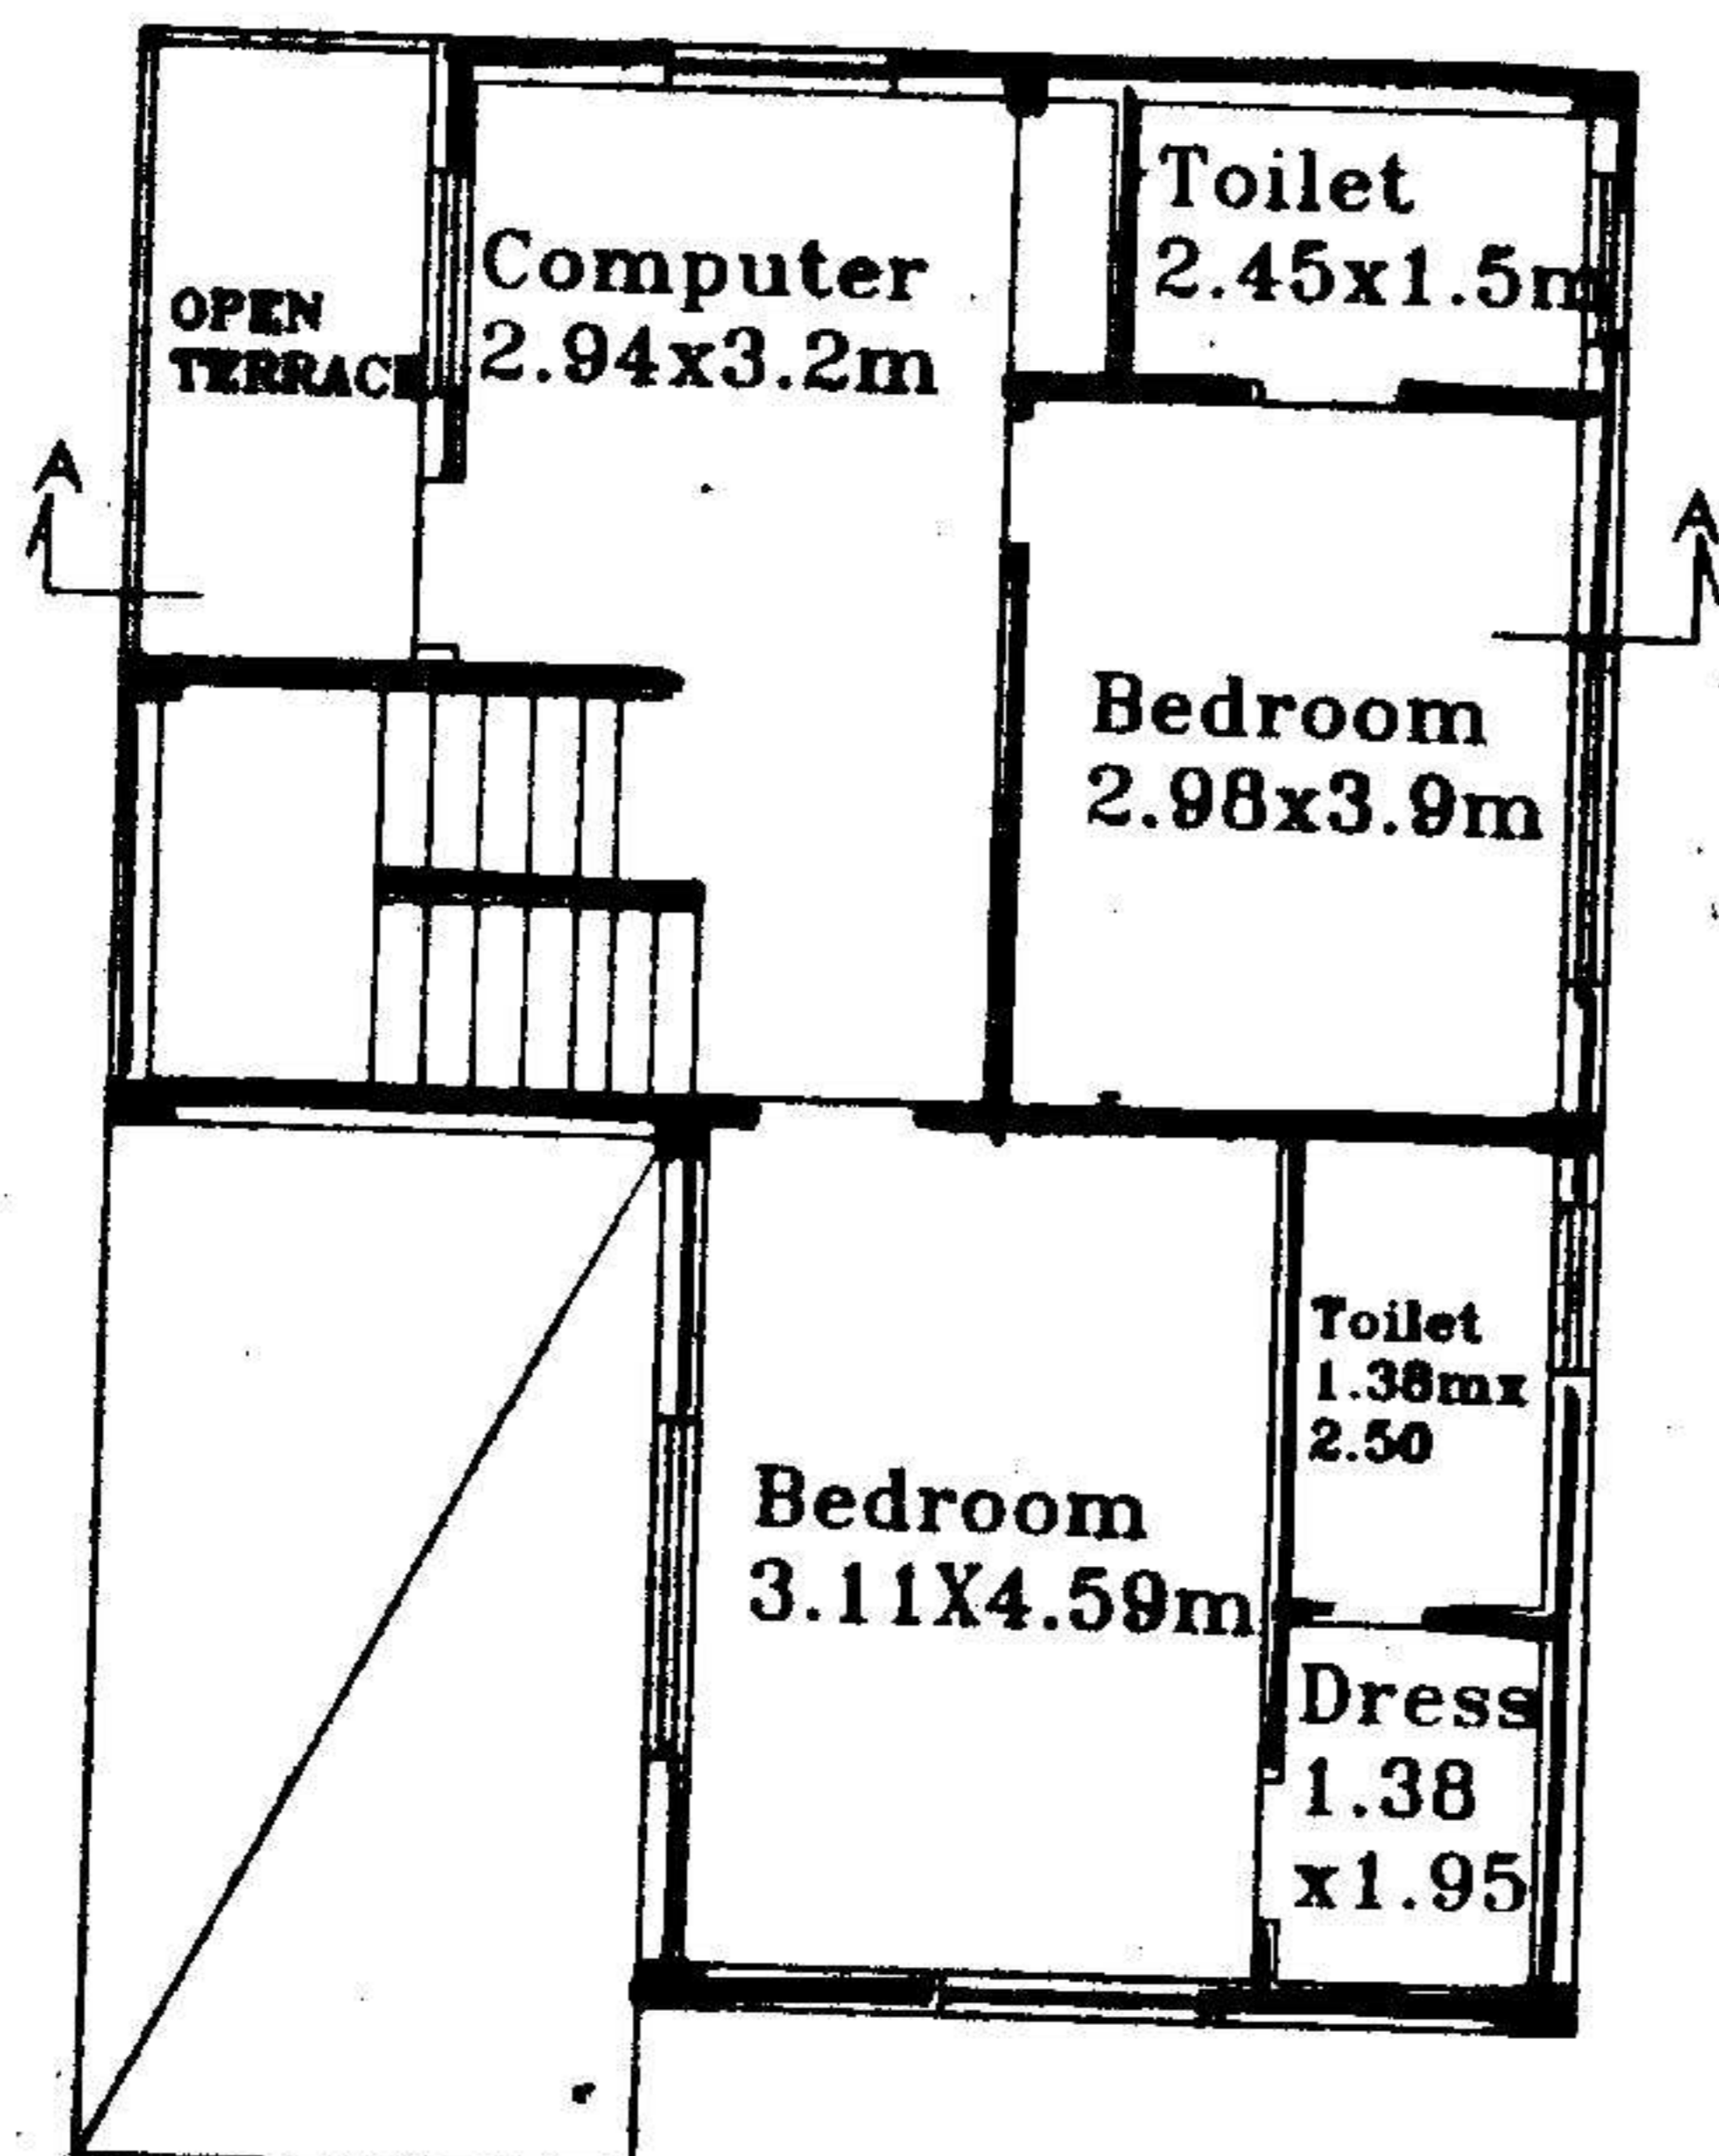 Toilet
2.45x1.5m
Computer
2.94x3.2m
OPEN
TERRACE
A
A
Bedroom
2.98x3.9m
Toilet
1.38mx
2.50
Bedroom
3.11X4.59m
Dress
1.38
x1.95